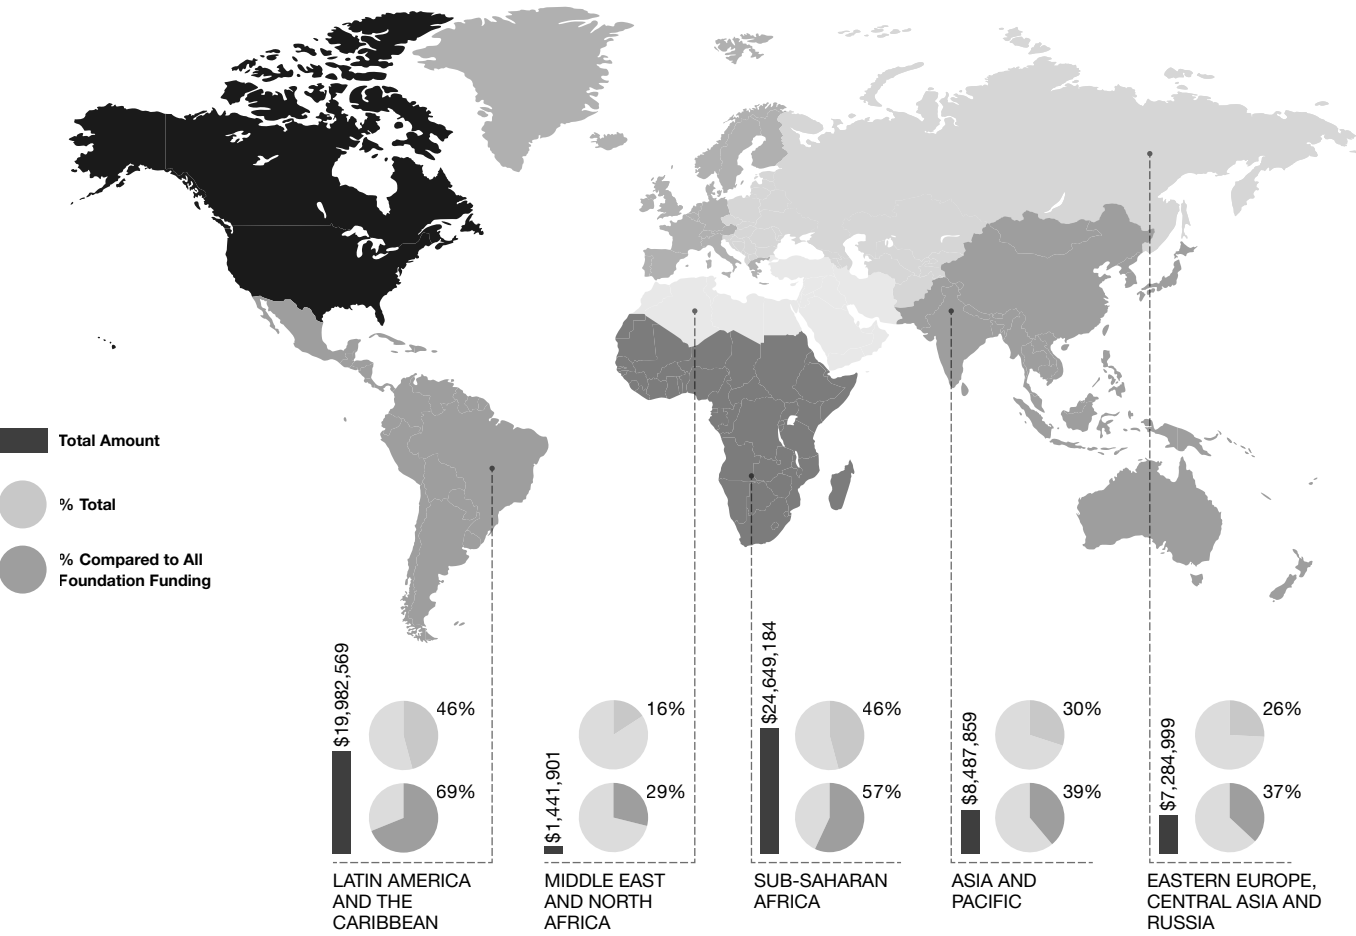 Total Amount
% Total
% Compared to All
Foundation Funding
$19,982,569
46%
69%
LATIN AMERICA
AND THE
CARIBBEAN
$1,441,901
16%
29%
MIDDLE EAST
AND NORTH
AFRICA
$24,649,184
46%
57%
SUB-SAHARAN
AFRICA
$8,487,859
30%
39%
ASIA AND
PACIFIC
$7,284,999
26%
37%
EASTERN EUROPE,
CENTRAL ASIA AND
RUSSIA